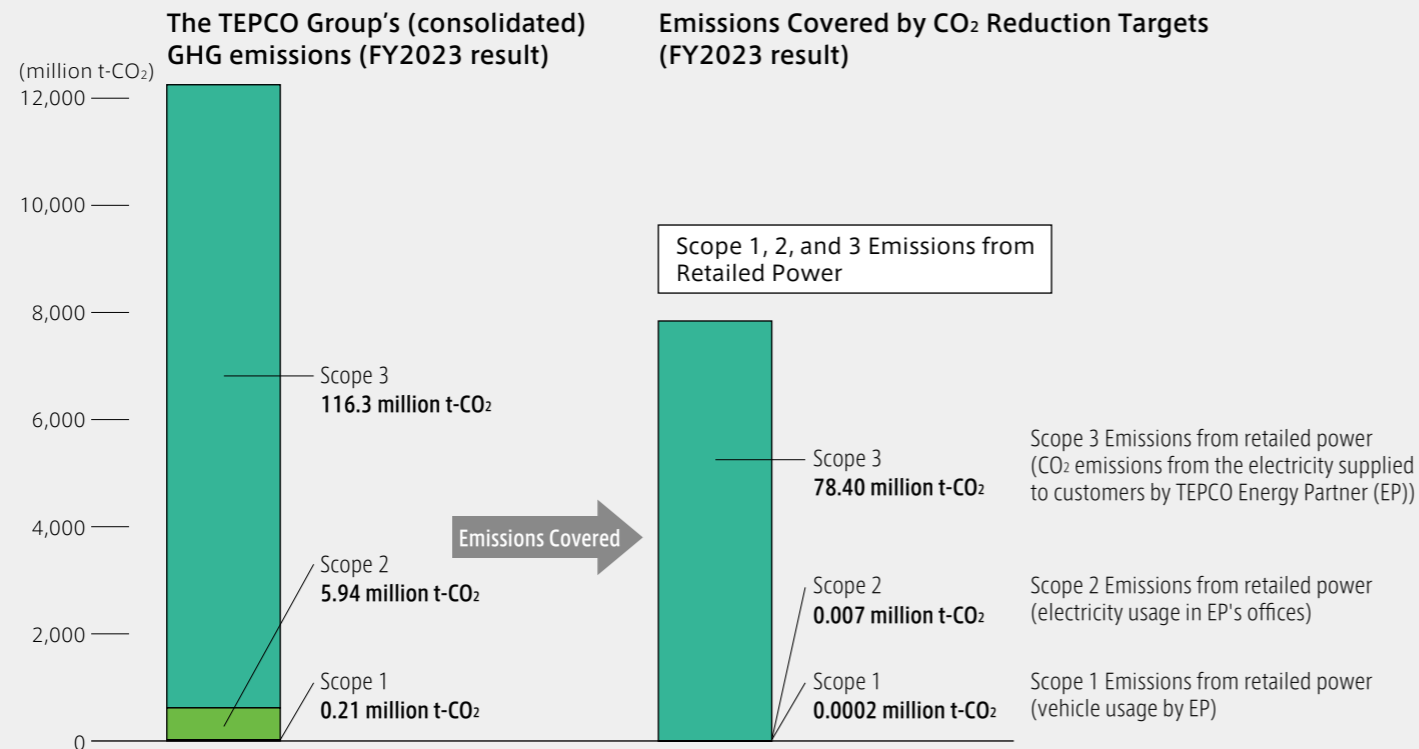 The TEPCO Group's (consolidated)
GHG emissions (FY2023 result)
Emissions Covered by CO₂ Reduction Targets
(FY2023 result)
(million t-CO₂)
12,000
10,000
8,000
6,000
4,000
2,000
0
Scope 3
116.3 million t-CO₂
Scope 2
5.94 million t-CO₂
Scope 1
0.21 million t-CO₂
Emissions Covered
Scope 1, 2, and 3 Emissions from
Retailed Power
Scope 3
78.40 million t-CO₂
Scope 2
0.007 million t-CO₂
Scope 1
0.0002 million t-CO₂
Scope 3 Emissions from retailed power
(CO₂ emissions from the electricity supplied
to customers by TEPCO Energy Partner (EP))
Scope 2 Emissions from retailed power
(electricity usage in EP's offices)
Scope 1 Emissions from retailed power
(vehicle usage by EP)